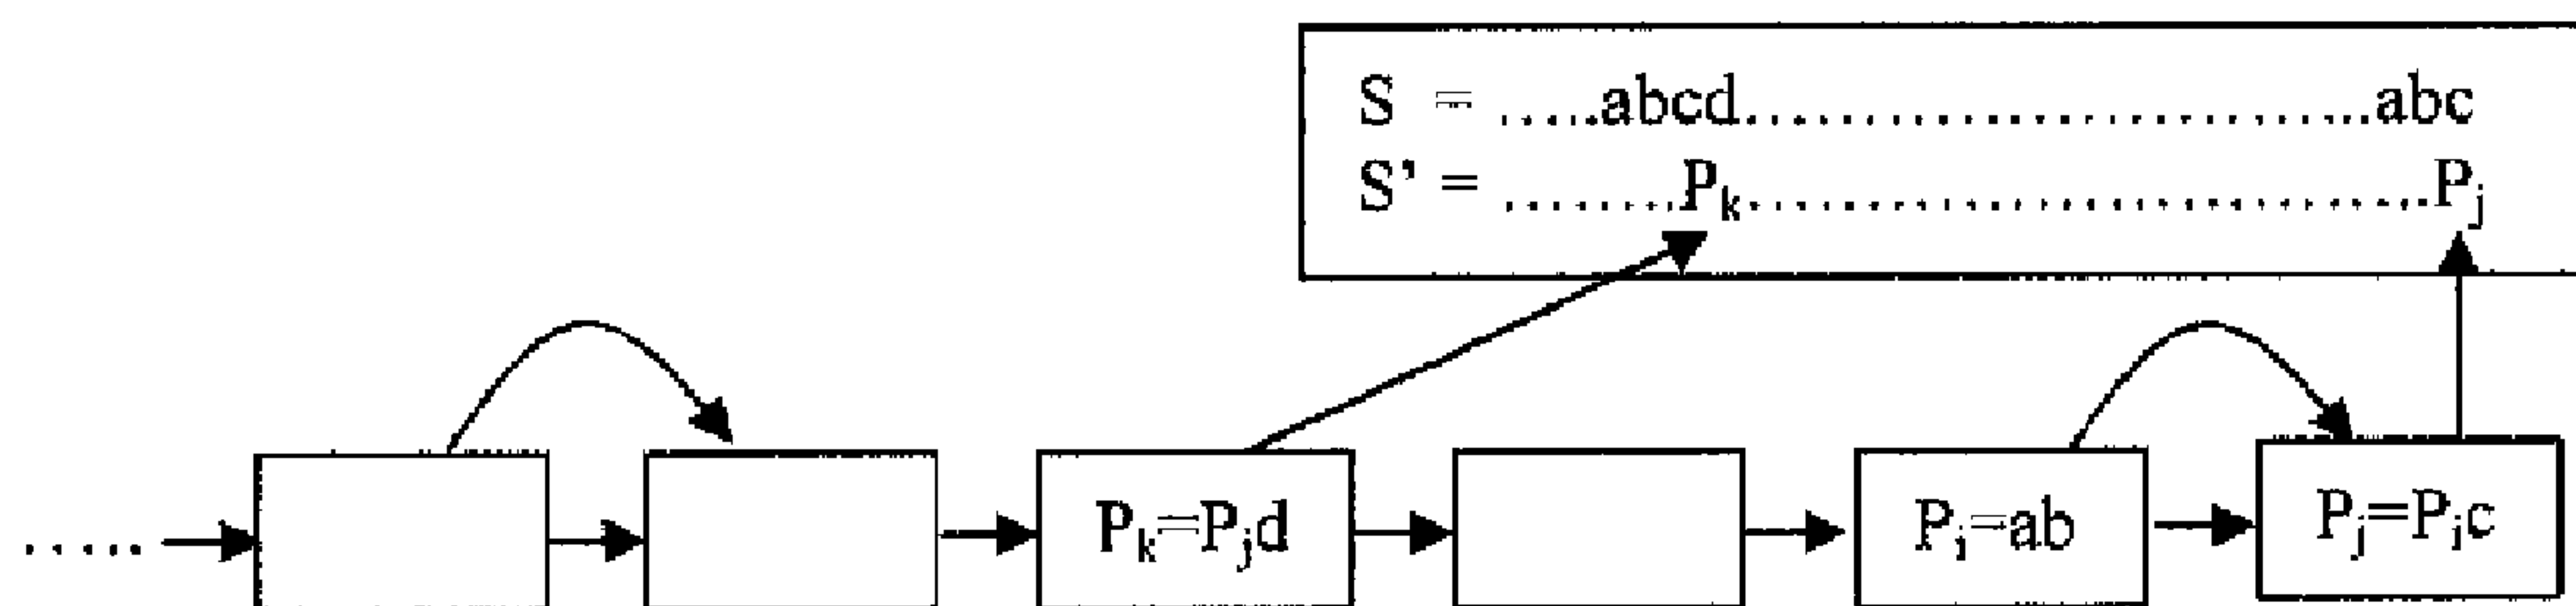 S = .....abcd..............................abc
S' = ........Pₖ................................Pⱼ
..... Pₖ=Pⱼd Pᵢ=ab Pⱼ=Pᵢc